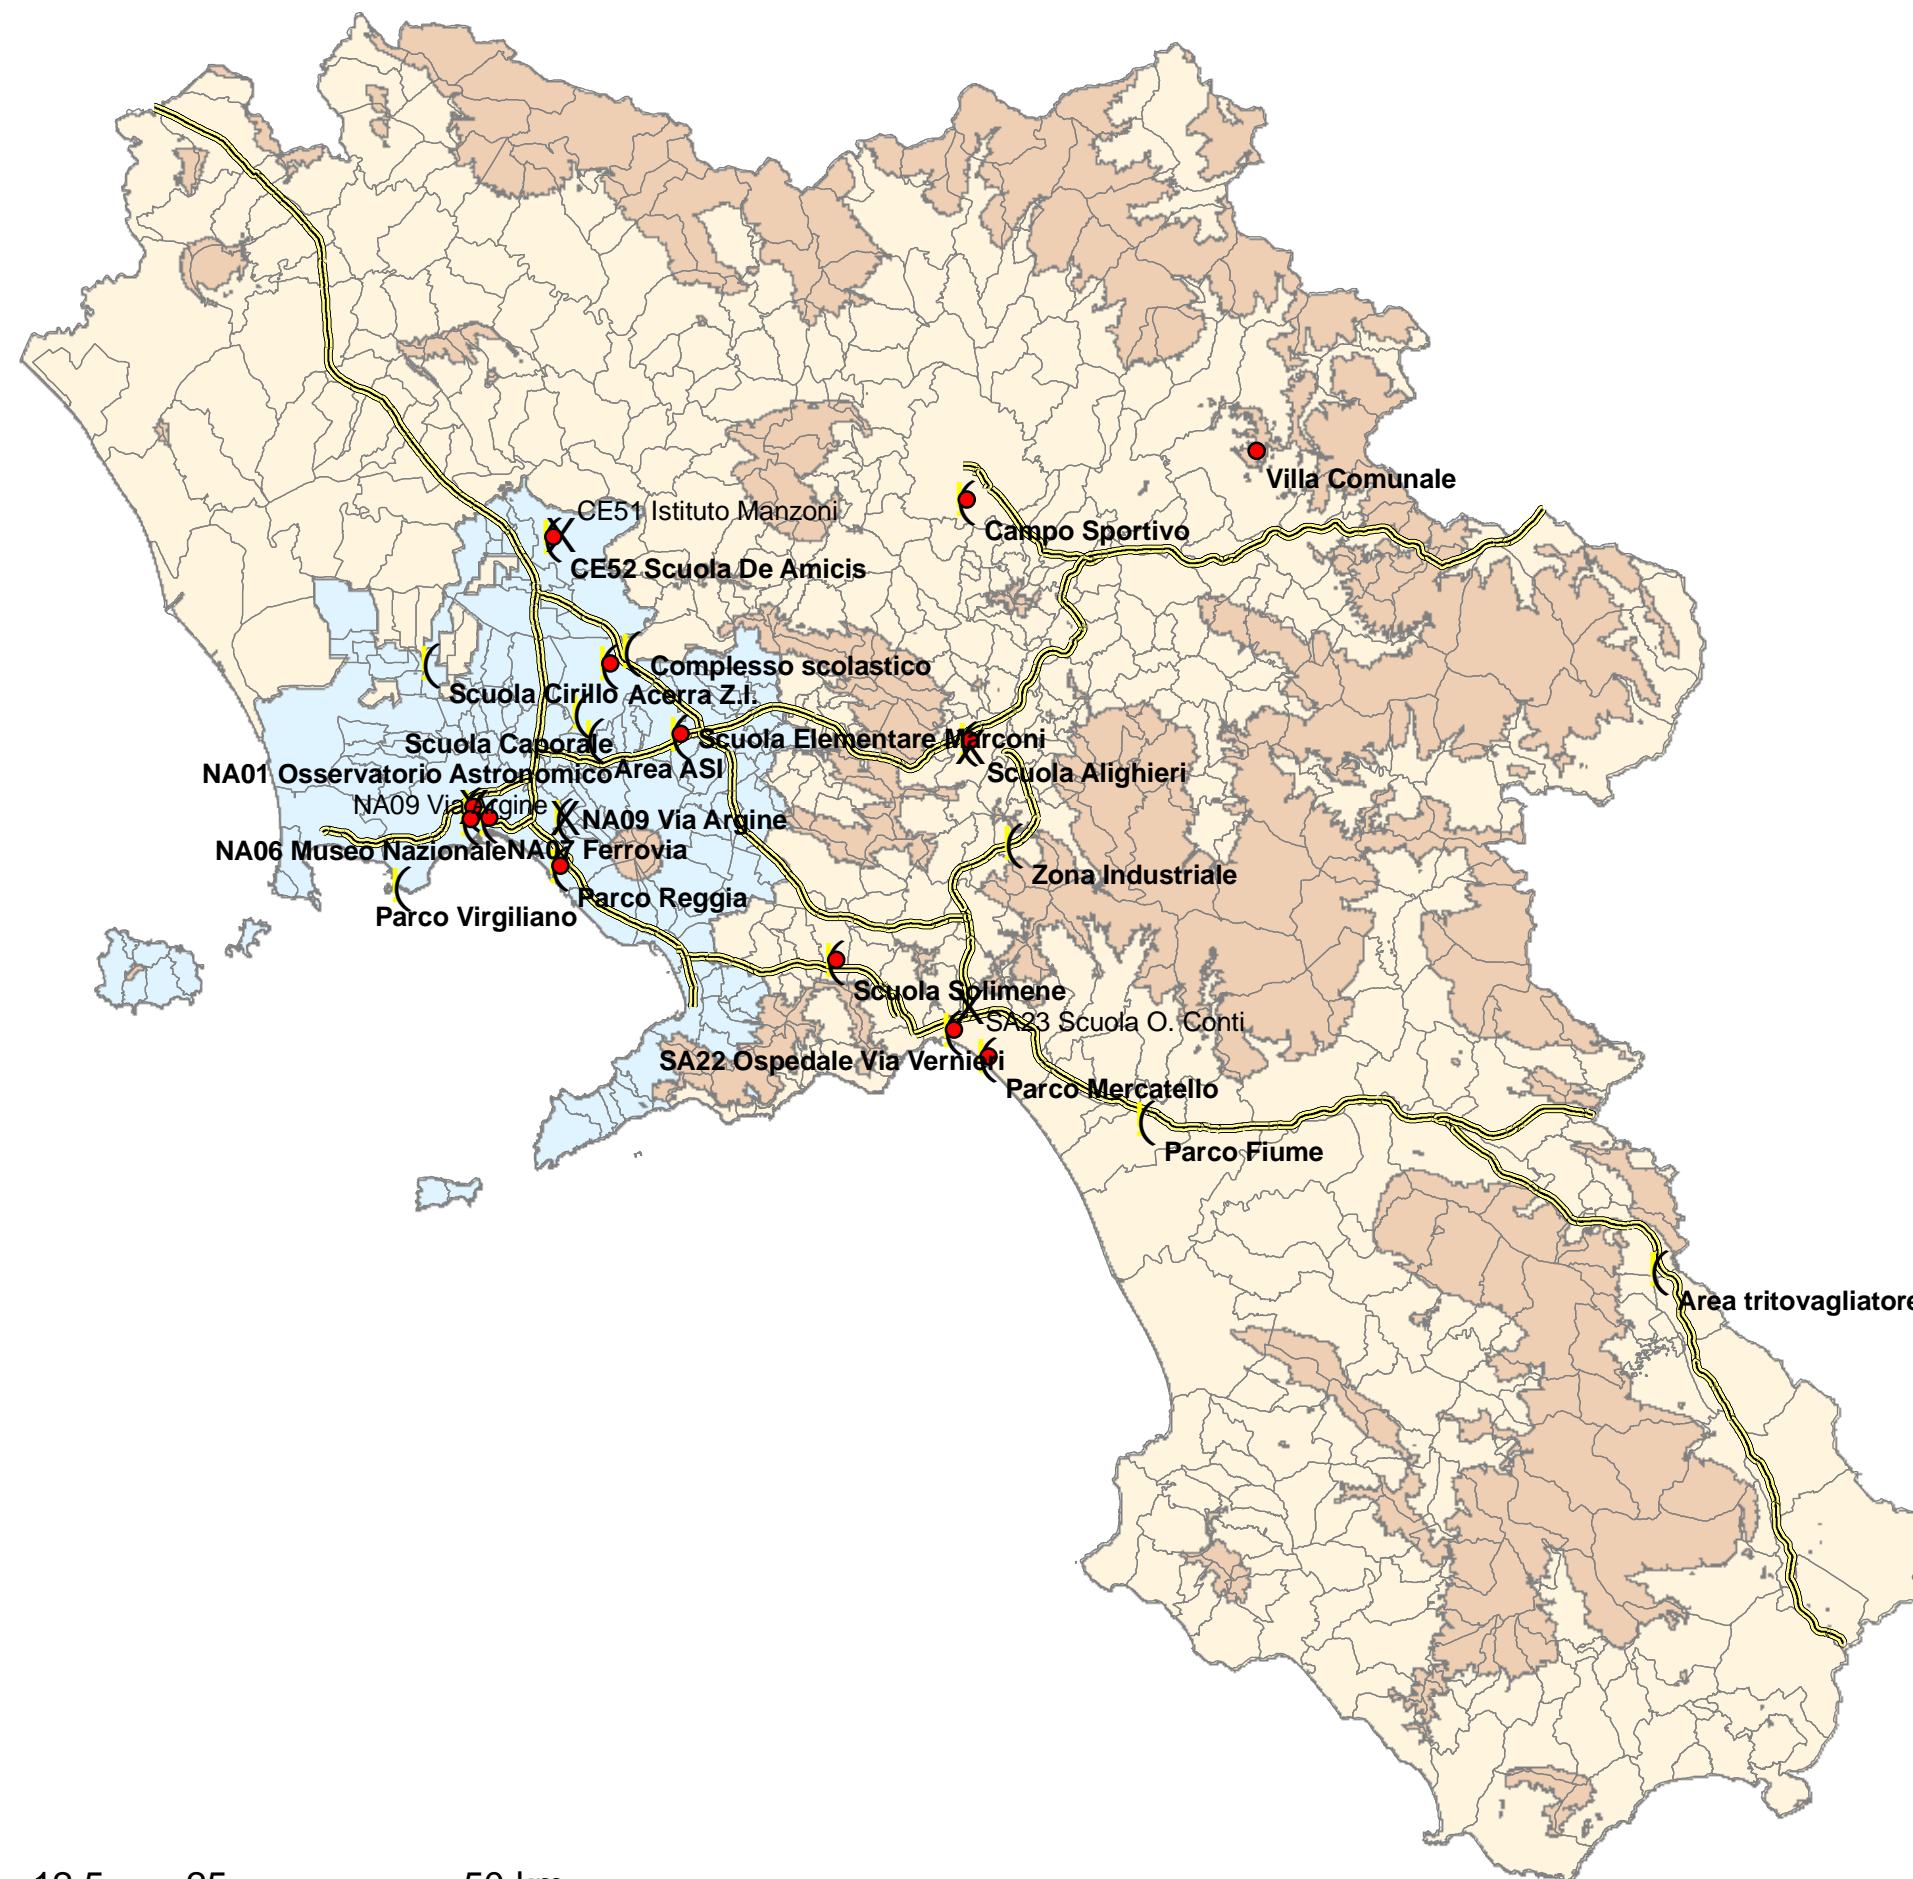 Villa Comunale
CE51 Istituto Manzoni
Campo Sportivo
CE52 Scuola De Amicis
Complesso scolastico
Scuola Cirillo
Acerra Z.I.
Scuola Elementare Marconi
Scuola Caporale
Area ASI
Scuola Alighieri
NA01 Osservatorio Astronomico
NA09 Via Argine
NA09 Via Argine
NA06 Museo Nazionale
NA07 Ferrovia
Zona Industriale
Parco Reggia
Parco Virgiliano
Scuola Solimene
SA23 Scuola O. Conti
SA22 Ospedale Via Vernieri
Parco Mercatello
Parco Fiume
Area tritovagliatore
50 km